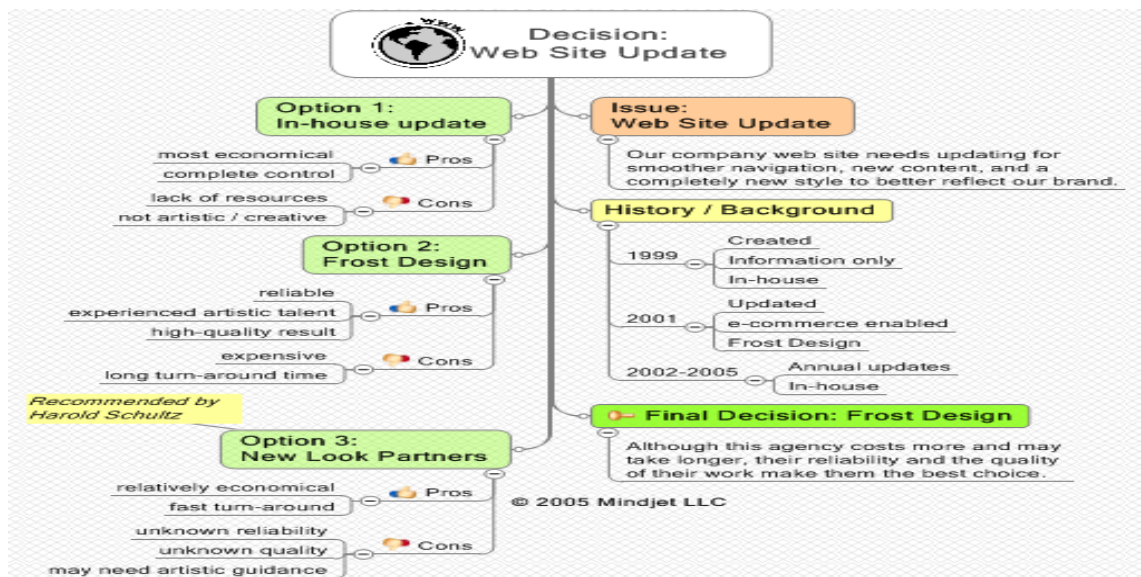 WWW
Decision:
Web Site Update
Option 1:
In-house update
Pros
most economical
complete control
Cons
lack of resources
not artistic / creative
Option 2:
Frost Design
Pros
reliable
experienced artistic talent
high-quality result
Cons
expensive
long turn-around time
Recommended by
Harold Schultz
Option 3:
New Look Partners
Pros
relatively economical
fast turn-around
Cons
unknown reliability
unknown quality
may need artistic guidance
Issue:
Web Site Update
Our company web site needs updating for
smoother navigation, new content, and a
completely new style to better reflect our brand.
History / Background
1999
Created
Information only
In-house
2001
Updated
e-commerce enabled
Frost Design
2002-2005
Annual updates
In-house
Final Decision: Frost Design
Although this agency costs more and may
take longer, their reliability and the quality
of their work make them the best choice.
© 2005 Mindjet LLC